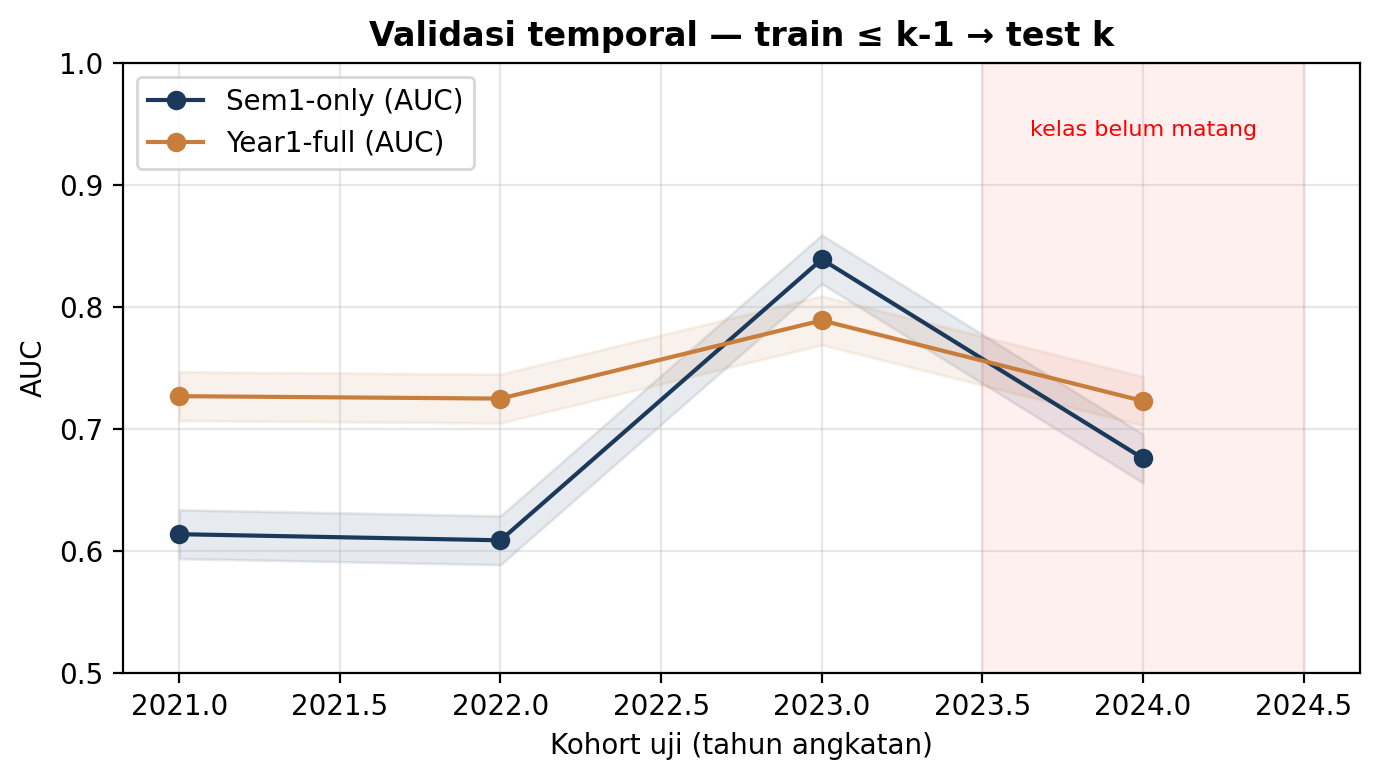 Validasi temporal — train ≤ k-1 → test k
Sem1-only (AUC)
Year1-full (AUC)
kelas belum matang
AUC
1.0
0.9
0.8
0.7
0.6
0.5
2021.0 2021.5 2022.0 2022.5 2023.0 2023.5 2024.0 2024.5
Kohort uji (tahun angkatan)